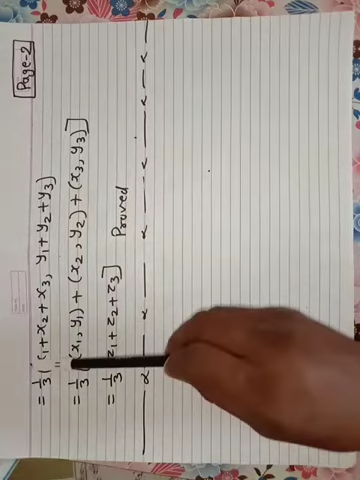 Page-2
= 1/3 ( x₁+x₂+x₃, y₁+y₂+y₃)
=
= 1/3 (x₁, y₁) + (x₂, y₂) + (x₃, y₃)]
= 1/3 z₁+z₂+z₃] Proved